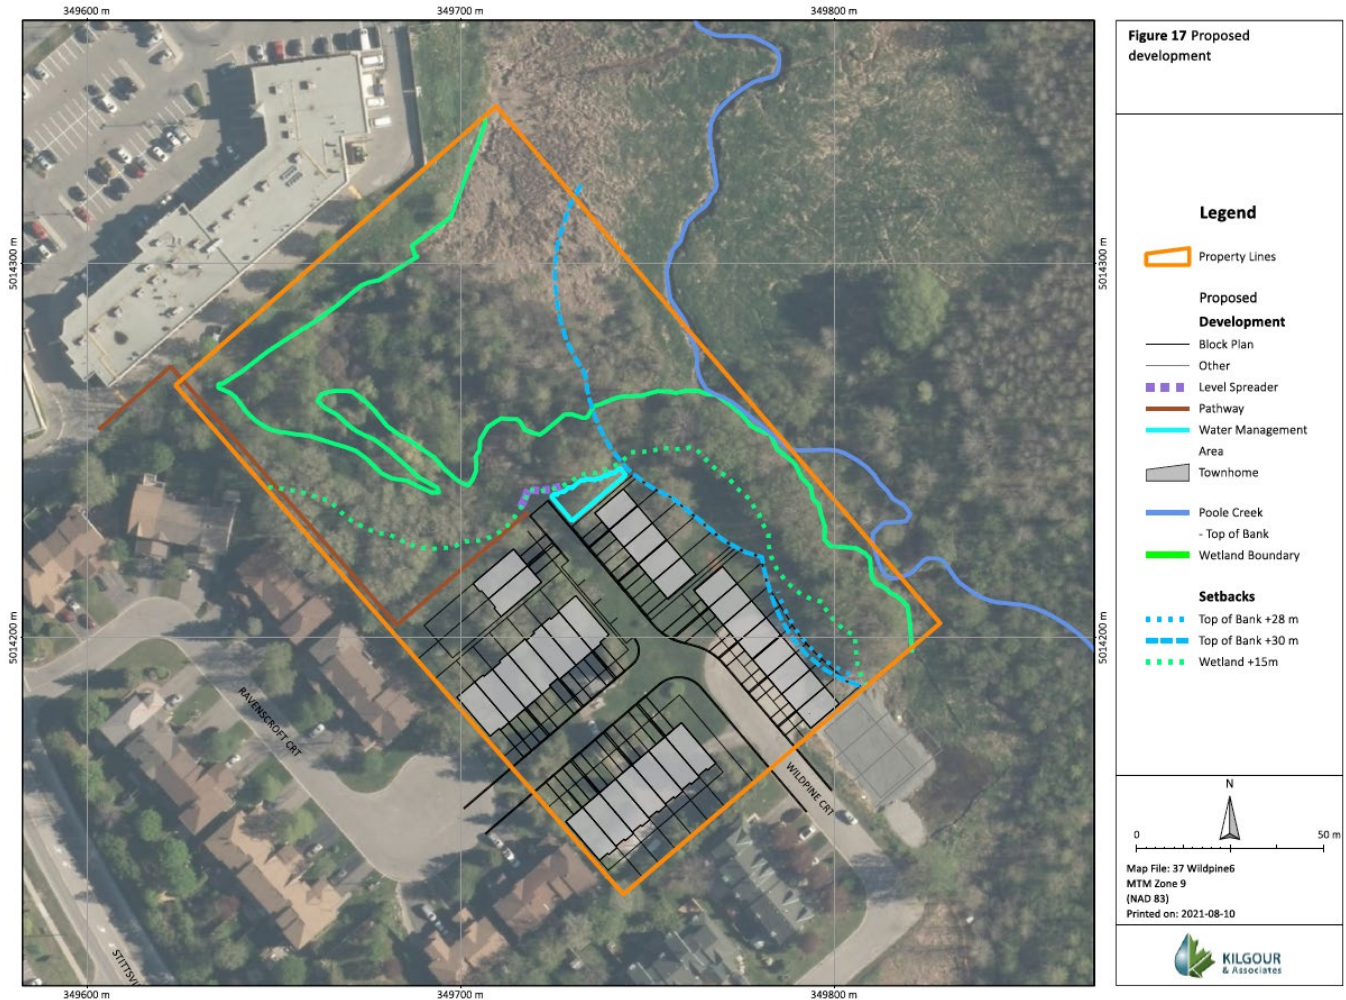 349600 m
349700 m
349800 m
5014300 m
5014300 m
5014200 m
5014200 m
RAVENSCROFT CRT
WILDPINE CRT
349600 m
349700 m
349800 m
Figure 17 Proposed
development
Legend
Property Lines
Proposed
Development
Block Plan
Other
Level Spreader
Pathway
Water Management
Area
Townhome
Poole Creek
- Top of Bank
Wetland Boundary
Setbacks
Top of Bank +28 m
Top of Bank +30 m
Wetland +15m
N
0
50 m
Map File: 37 Wildpine6
MTM Zone 9
(NAD 83)
Printed on: 2021-08-10
KILGOUR
& Associates